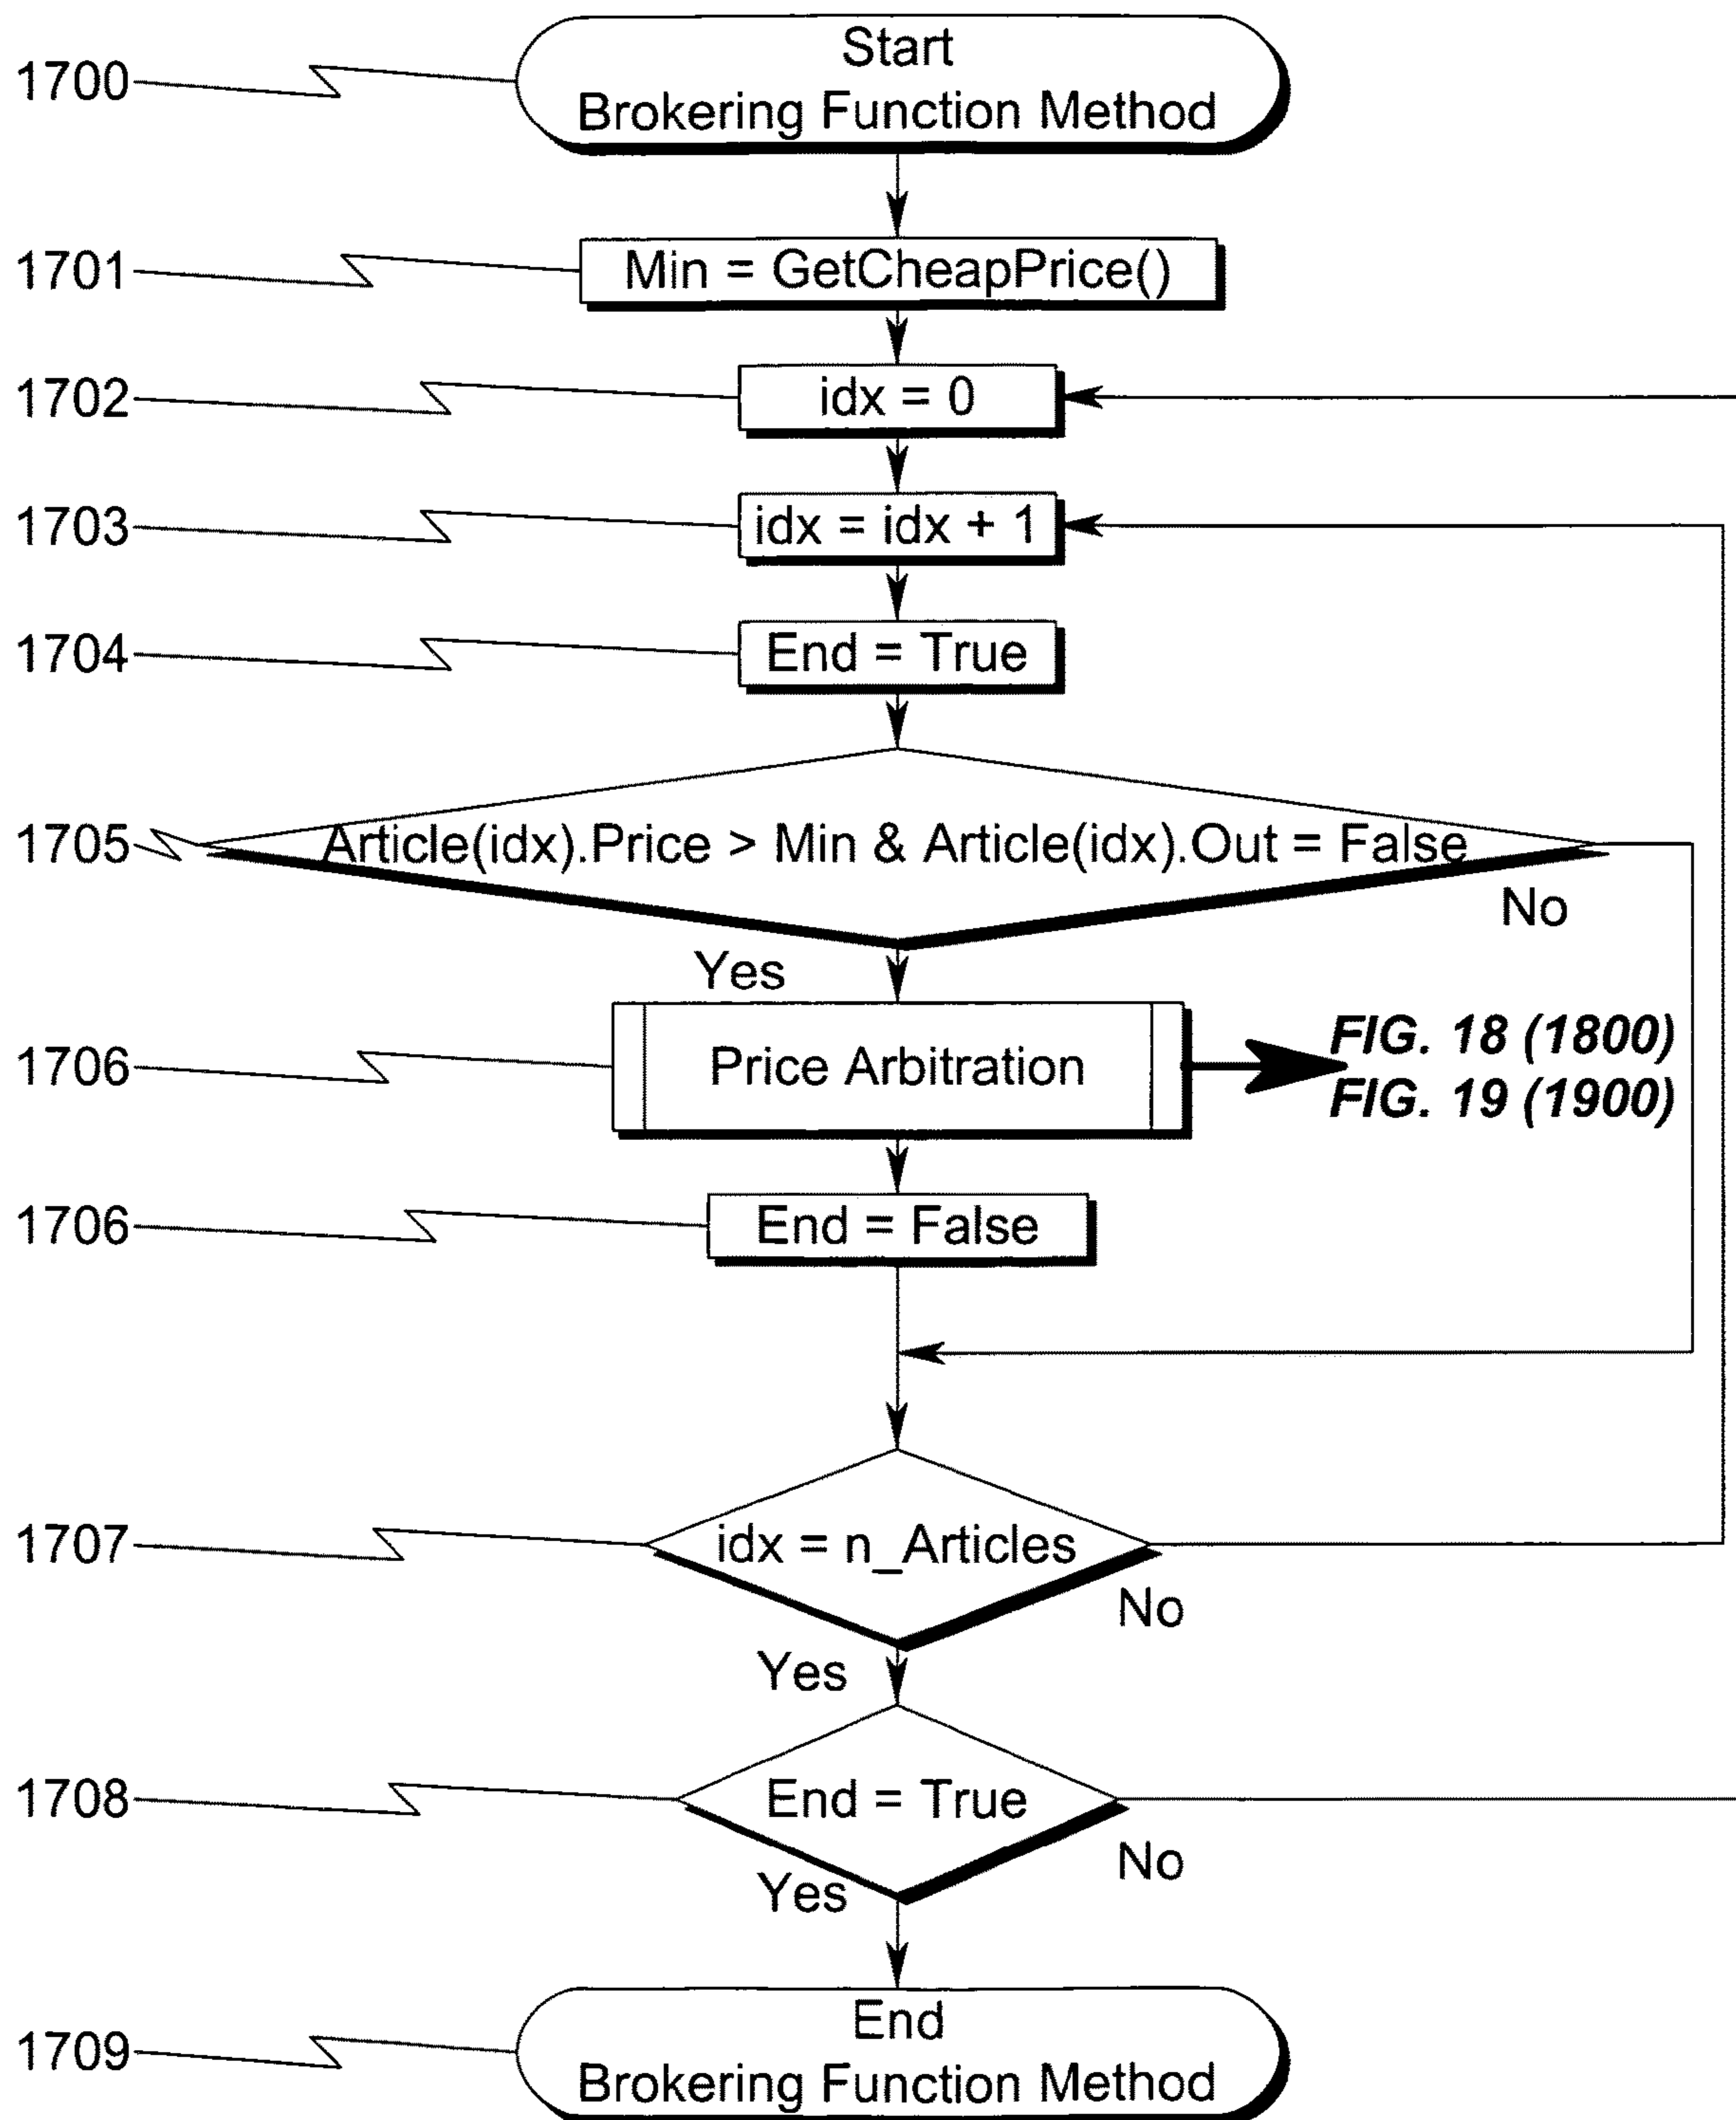 1700
Start
Brokering Function Method
1701
Min = GetCheapPrice()
1702
idx = 0
1703
idx = idx + 1
1704
End = True
1705
Article(idx).Price > Min & Article(idx).Out = False
No
Yes
1706
Price Arbitration
FIG. 18 (1800)
FIG. 19 (1900)
1706
End = False
1707
idx = n_Articles
No
Yes
1708
End = True
No
Yes
1709
End
Brokering Function Method